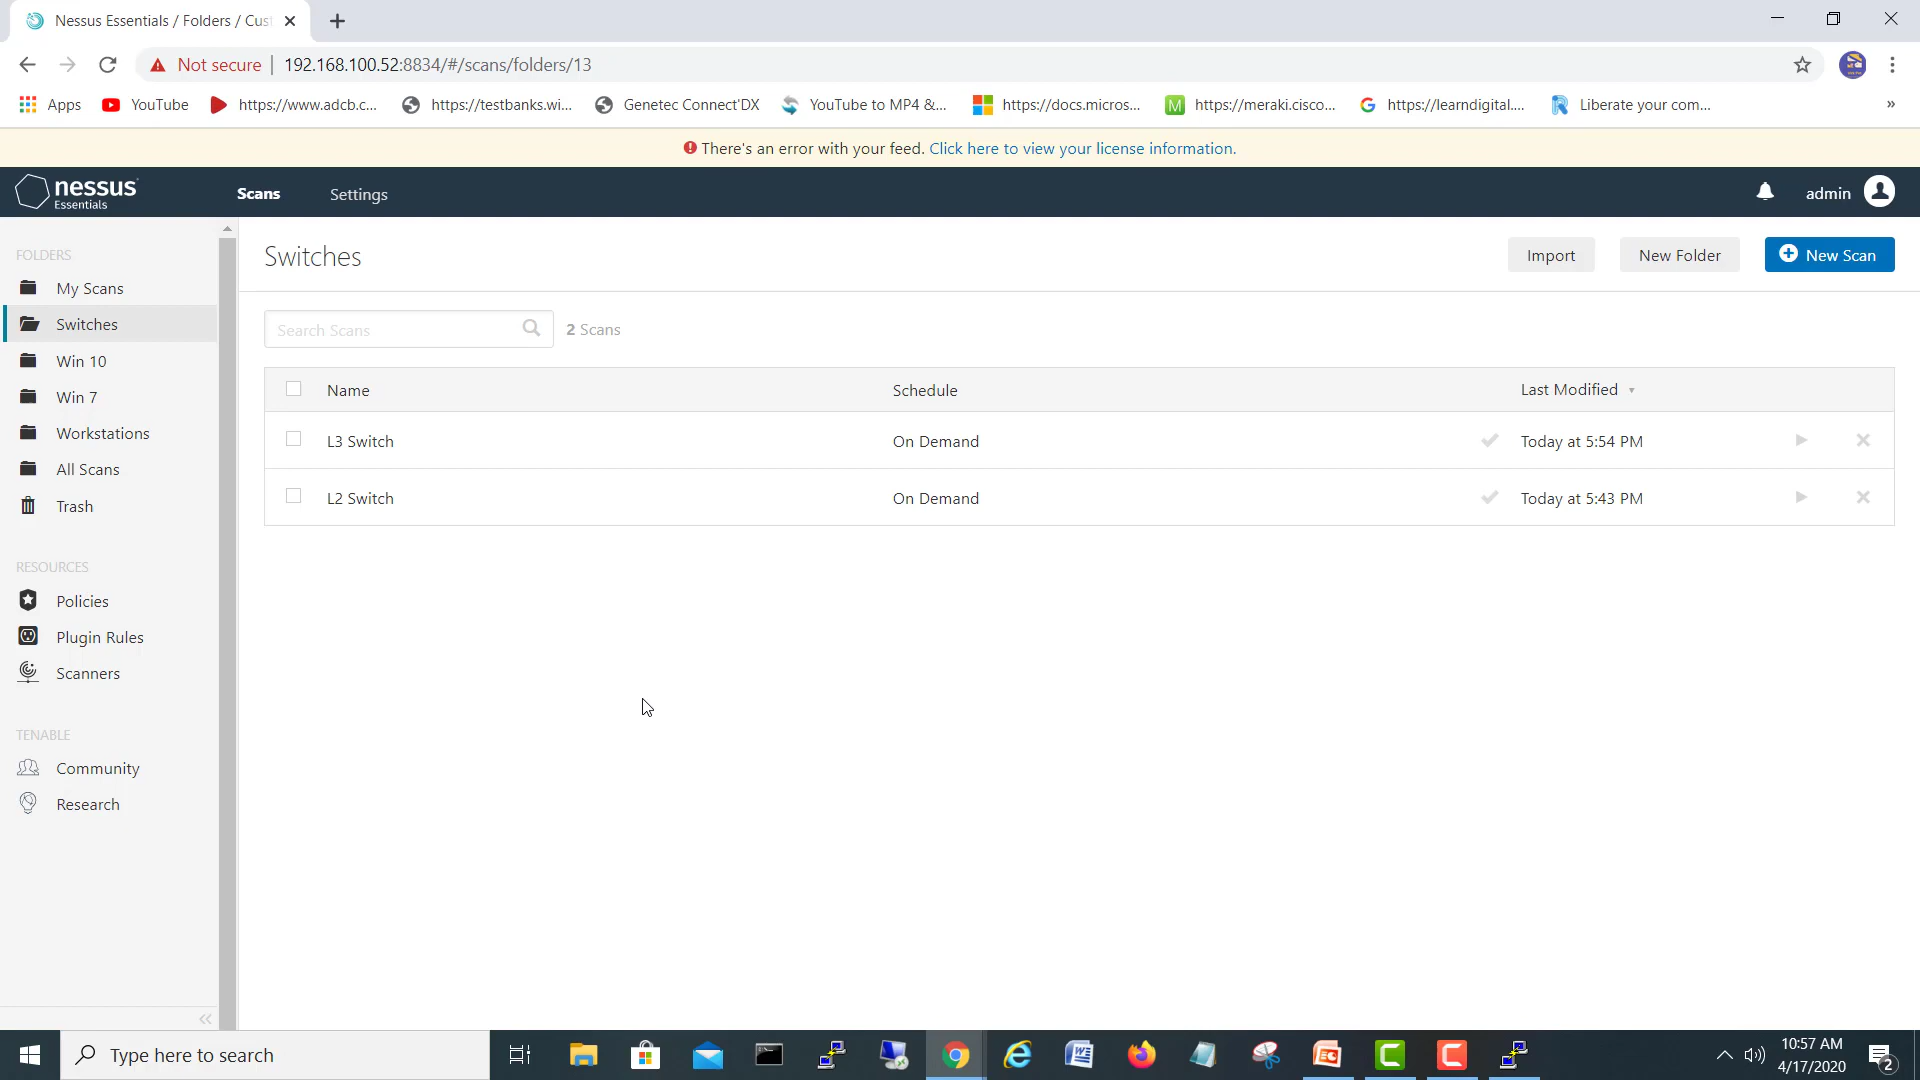 Nessus Essentials / Folders / Cus
Not secure | 192.168.100.52:8834/#/scans/folders/13
Apps YouTube https://www.adcb.c... https://testbanks.wi... Genetec Connect'DX YouTube to MP4 &... https://docs.micros... https://meraki.cisco... https://learndigital.... Liberate your com... »
There's an error with your feed. Click here to view your license information.
nessus Essentials
Scans Settings admin
FOLDERS
My Scans
Switches
Win 10
Win 7
Workstations
All Scans
Trash
RESOURCES
Policies
Plugin Rules
Scanners
TENABLE
Community
Research
Switches
Import New Folder New Scan
Search Scans 2 Scans
Name Schedule Last Modified
L3 Switch On Demand Today at 5:54 PM
L2 Switch On Demand Today at 5:43 PM
Type here to search
10:57 AM
4/17/2020
2